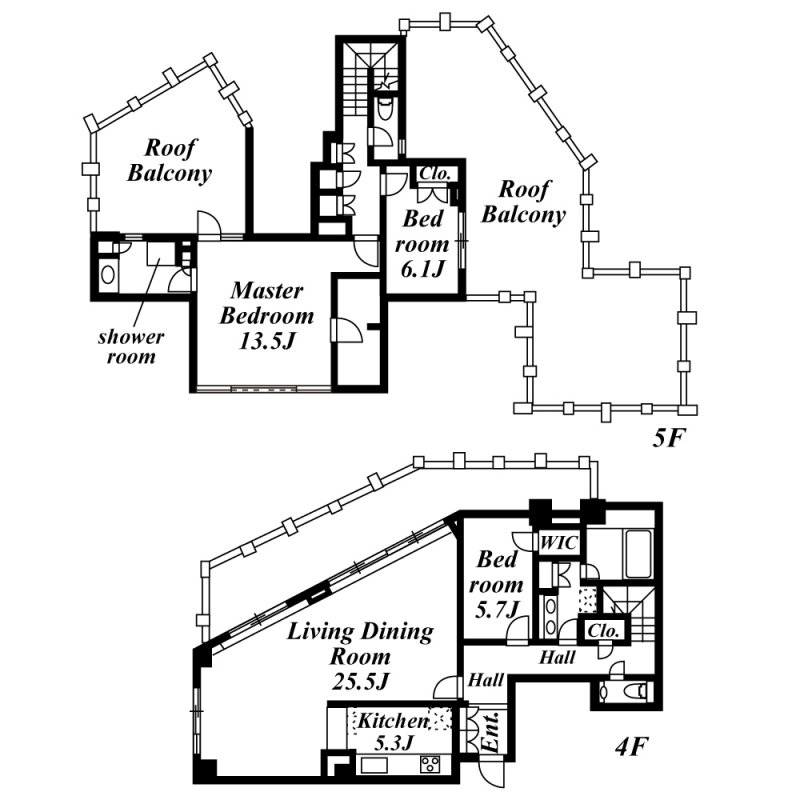 Roof
Balcony
Clo.
Roof
Balcony
Bed
room
6.1J
Master
Bedroom
13.5J
shower
room
5F
WIC
Bed
room
5.7J
Living Dining
Room
25.5J
Clo.
Hall
Hall
Kitchen
5.3J
Ent.
4F